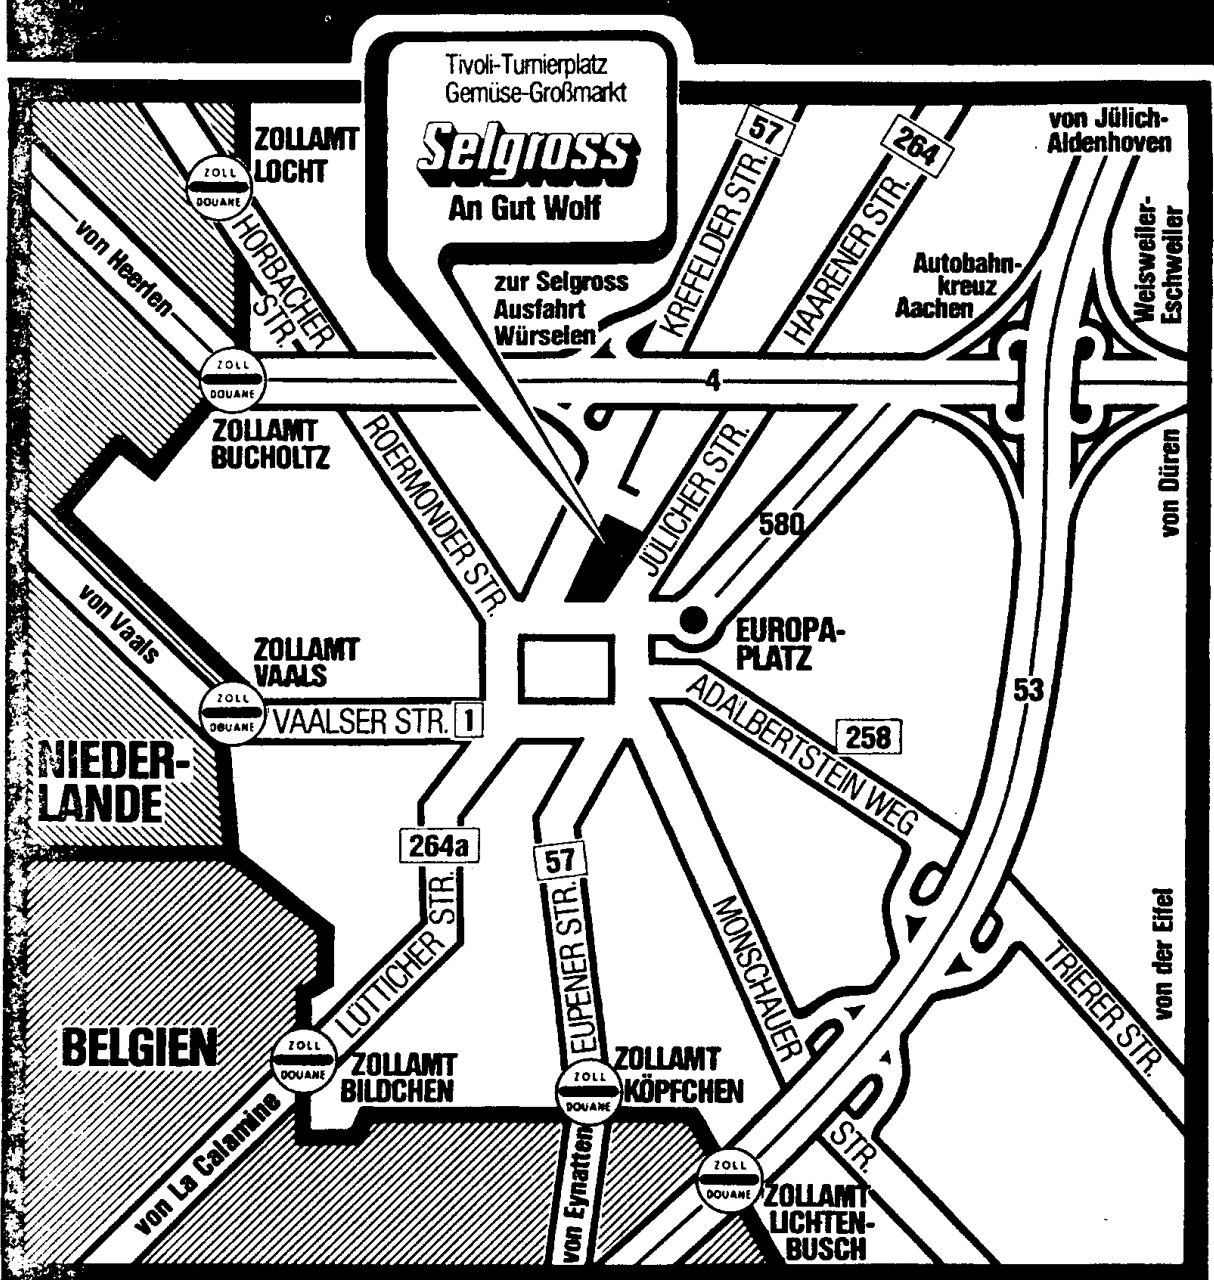 Tivoli-Turnierplatz
Gemüse-Großmarkt
Selgross
An Gut Wolf
57
264
von Jülich-
Aldenhoven
ZOLLAMT
LOCHT
ZOLL
DOUANE
KREFELDER STR.
HAARENER STR.
Weisweiler-
Eschweiler
von Heerlen
HORBACHER
STR.
zur Selgross
Ausfahrt
Würselen
Autobahn-
kreuz
Aachen
ZOLL
DOUANE
4
ZOLLAMT
BUCHOLTZ
ROERMONDER STR.
JÜLICHER STR.
580
von Düren
von Vaals
ZOLLAMT
VAALS
EUROPA-
PLATZ
ZOLL
DOUANE
VAALSER STR.
1
ADALBERTSTEIN WEG
258
53
NIEDER-
LANDE
264a
57
LÜTTICHER STR.
EUPENER STR.
MONSCHAUER
STR.
TRIERER STR.
von der Eifel
BELGIEN
ZOLL
DOUANE
ZOLLAMT
BILDCHEN
ZOLL
DOUANE
ZOLLAMT
KÖPFCHEN
von La Calamine
von Eynatten
ZOLL
DOUANE
ZOLLAMT
LICHTEN-
BUSCH